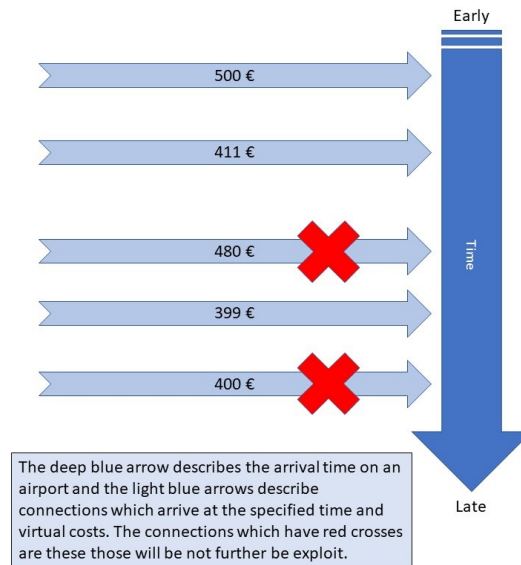 Early
500 €
411 €
480 €
Time
399 €
400 €
Late
The deep blue arrow describes the arrival time on an
airport and the light blue arrows describe
connections which arrive at the specified time and
virtual costs. The connections which have red crosses
are these those will be not further be exploit.